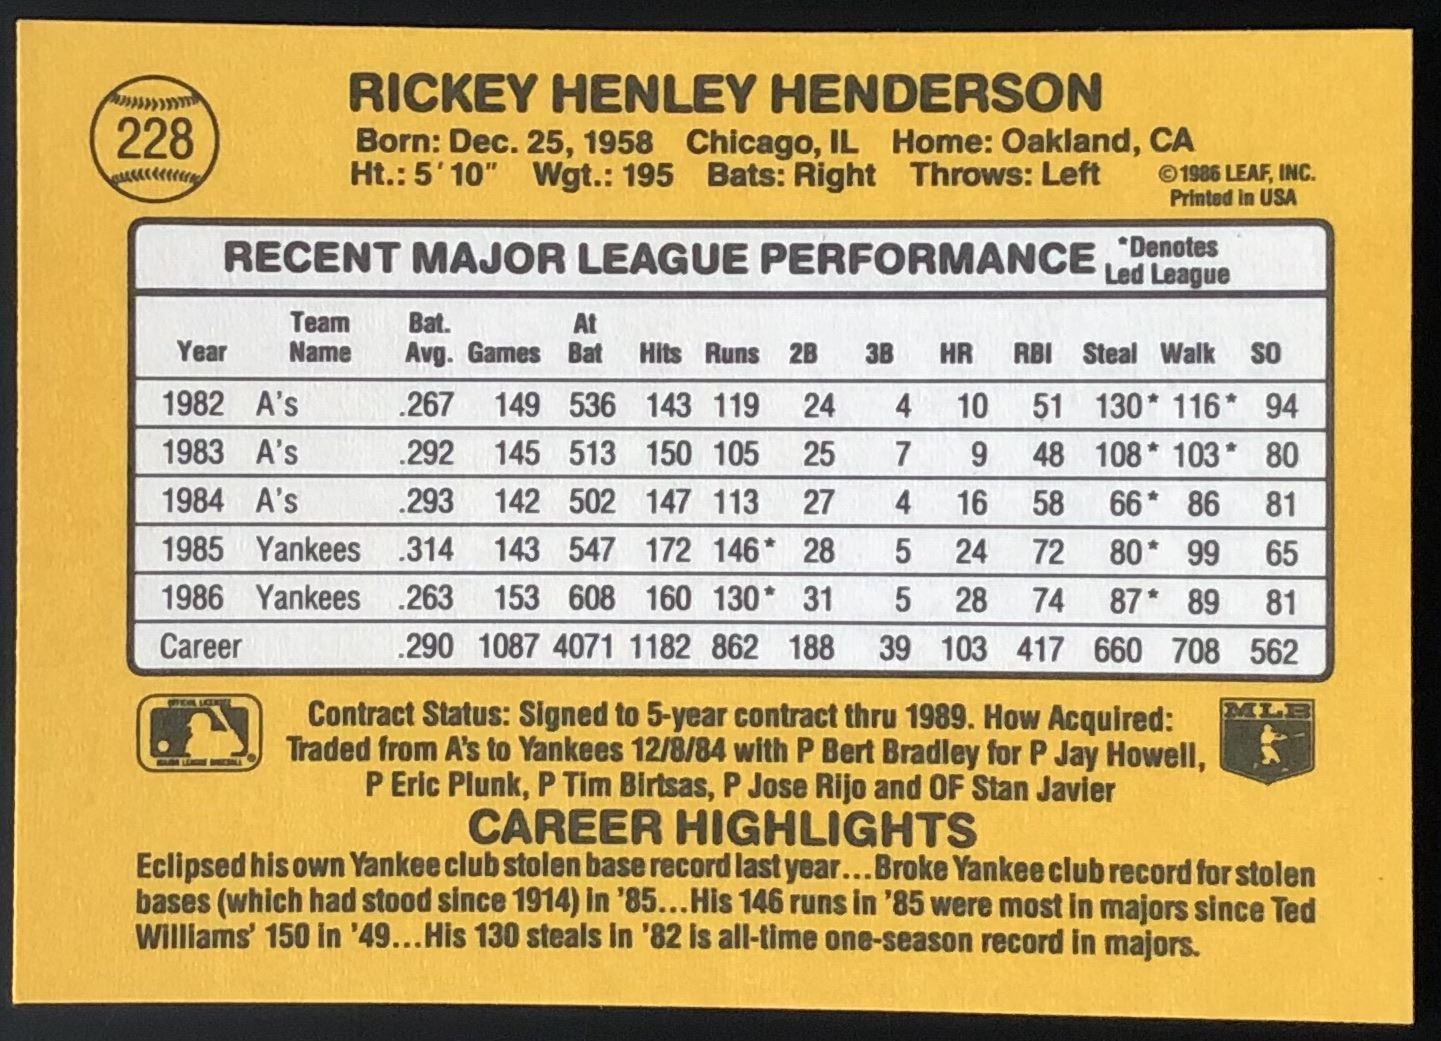 228
RICKEY HENLEY HENDERSON
Born: Dec. 25, 1958 Chicago, IL Home: Oakland, CA
Ht.: 5'10" Wgt.: 195 Bats: Right Throws: Left
©1986 LEAF, INC.
Printed in USA
RECENT MAJOR LEAGUE PERFORMANCE *Denotes Led League
Year Team Name Bat. Avg. Games At Bat Hits Runs 2B 3B HR RBI Steal Walk SO
1982 A's .267 149 536 143 119 24 4 10 51 130* 116* 94
1983 A's .292 145 513 150 105 25 7 9 48 108* 103* 80
1984 A's .293 142 502 147 113 27 4 16 58 66* 86 81
1985 Yankees .314 143 547 172 146* 28 5 24 72 80* 99 65
1986 Yankees .263 153 608 160 130* 31 5 28 74 87* 89 81
Career .290 1087 4071 1182 862 188 39 103 417 660 708 562
OFFICIAL LICENSEE
MAJOR LEAGUE BASEBALL
®
Contract Status: Signed to 5-year contract thru 1989. How Acquired:
Traded from A's to Yankees 12/8/84 with P Bert Bradley for P Jay Howell,
P Eric Plunk, P Tim Birtsas, P Jose Rijo and OF Stan Javier
MLB
CAREER HIGHLIGHTS
Eclipsed his own Yankee club stolen base record last year...Broke Yankee club record for stolen
bases (which had stood since 1914) in '85...His 146 runs in '85 were most in majors since Ted
Williams' 150 in '49...His 130 steals in '82 is all-time one-season record in majors.